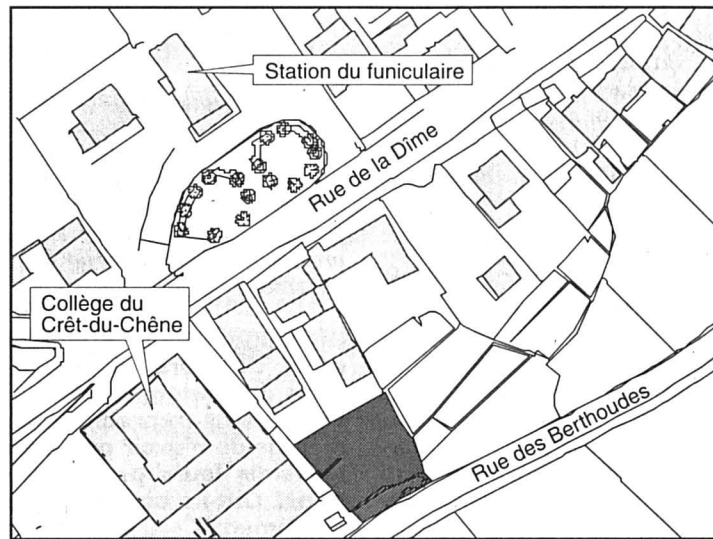 Station du funiculaire
Rue de la Dîme
Collège du
Crêt-du-Chêne
Rue des Berthoudes